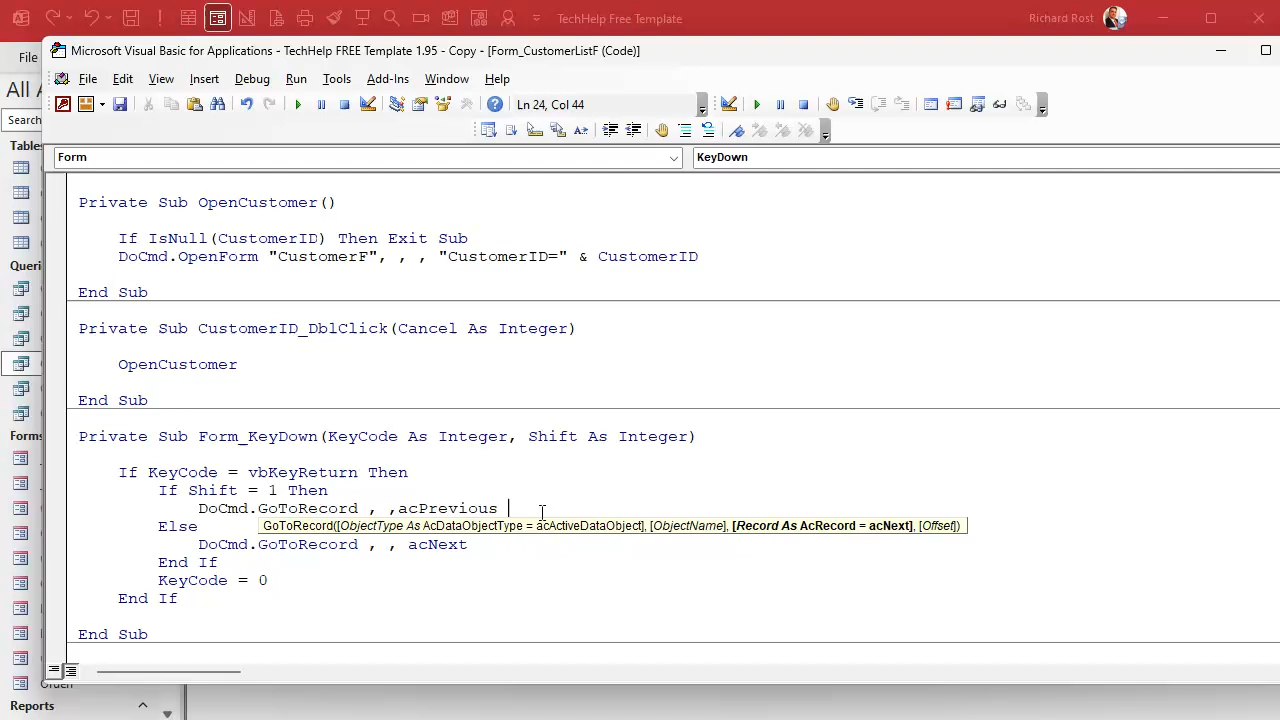 TechHelp Free Template
Richard Rost
Microsoft Visual Basic for Applications - TechHelp FREE Template 1.95 - Copy - [Form_CustomerListF (Code)]
File
File Edit View Insert Debug Run Tools Add-Ins Window Help
All
Ln 24, Col 44
Search
Tables
Form
KeyDown
Private Sub OpenCustomer()
If IsNull(CustomerID) Then Exit Sub
DoCmd.OpenForm "CustomerF", , , "CustomerID=" & CustomerID
Queri
End Sub
Private Sub CustomerID_DblClick(Cancel As Integer)
OpenCustomer
End Sub
Forms
Private Sub Form_KeyDown(KeyCode As Integer, Shift As Integer)
If KeyCode = vbKeyReturn Then
If Shift = 1 Then
DoCmd.GoToRecord , ,acPrevious
Else
GoToRecord([ObjectType As AcDataObjectType = acActiveDataObject], [ObjectName], [Record As AcRecord = acNext], [Offset])
DoCmd.GoToRecord , , acNext
End If
KeyCode = 0
End If
End Sub
Reports